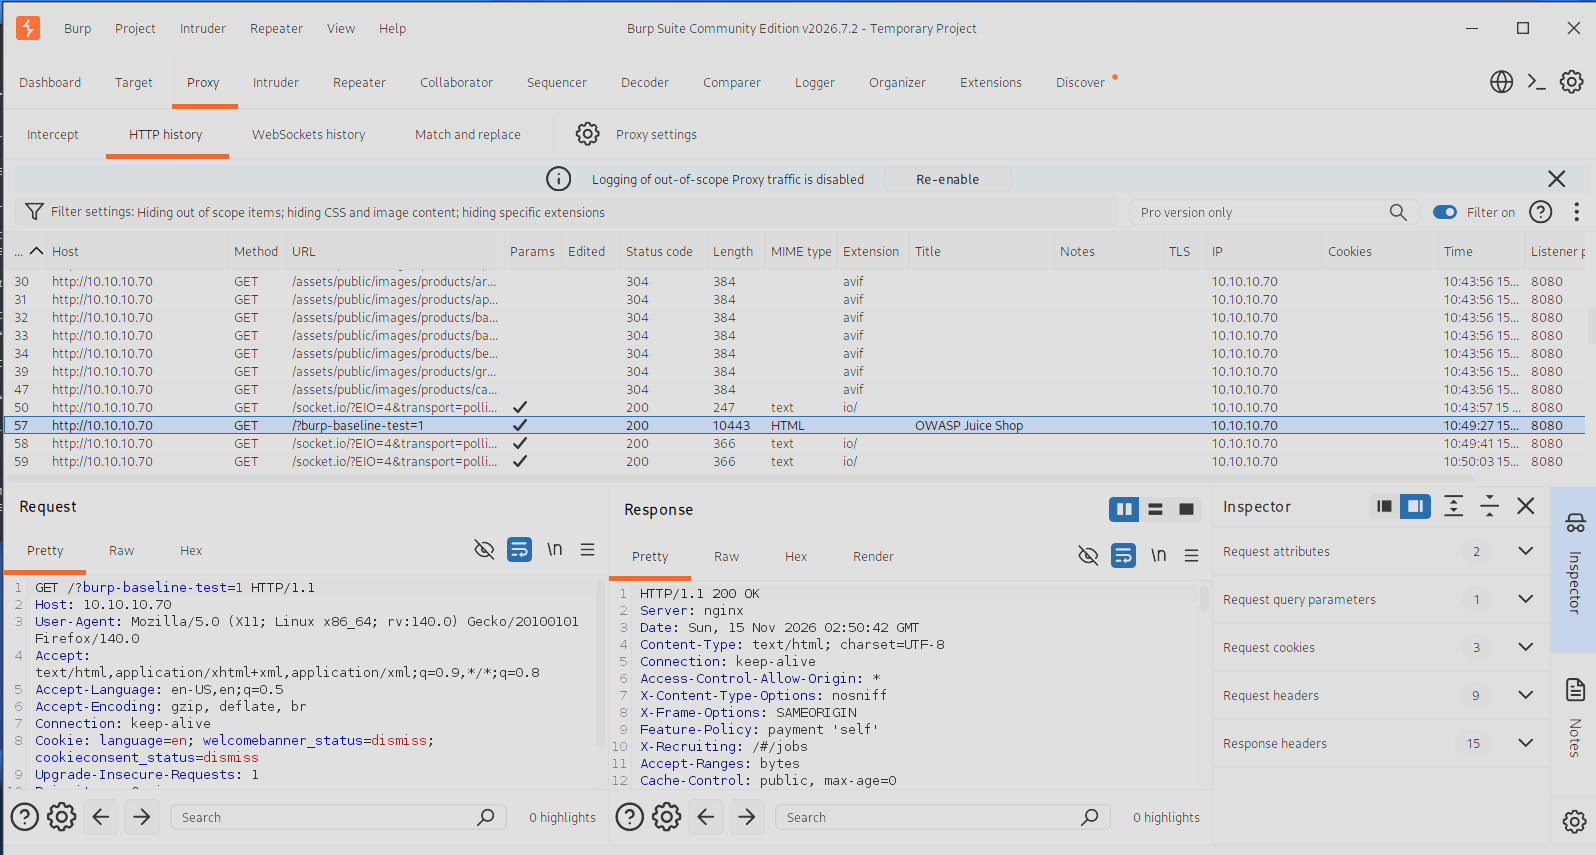 Burp Project Intruder Repeater View Help Burp Suite Community Edition v2026.7.2 - Temporary Project
Dashboard Target Proxy Intruder Repeater Collaborator Sequencer Decoder Comparer Logger Organizer Extensions Discover
Intercept HTTP history WebSockets history Match and replace Proxy settings
Logging of out-of-scope Proxy traffic is disabled Re-enable
Filter settings: Hiding out of scope items; hiding CSS and image content; hiding specific extensions Pro version only Filter on
... Host Method URL Params Edited Status code Length MIME type Extension Title Notes TLS IP Cookies Time Listener p
30 http://10.10.10.70 GET /assets/public/images/products/ar... 304 384 avif 10.10.10.70 10:43:56 15... 8080
31 http://10.10.10.70 GET /assets/public/images/products/ap... 304 384 avif 10.10.10.70 10:43:56 15... 8080
32 http://10.10.10.70 GET /assets/public/images/products/ba... 304 384 avif 10.10.10.70 10:43:56 15... 8080
33 http://10.10.10.70 GET /assets/public/images/products/ba... 304 384 avif 10.10.10.70 10:43:56 15... 8080
34 http://10.10.10.70 GET /assets/public/images/products/be... 304 384 avif 10.10.10.70 10:43:56 15... 8080
39 http://10.10.10.70 GET /assets/public/images/products/gr... 304 384 avif 10.10.10.70 10:43:56 15... 8080
47 http://10.10.10.70 GET /assets/public/images/products/ca... 304 384 avif 10.10.10.70 10:43:56 15... 8080
50 http://10.10.10.70 GET /socket.io/?EIO=4&transport=polli... 200 247 text io/ 10.10.10.70 10:43:57 15 ... 8080
57 http://10.10.10.70 GET /?burp-baseline-test=1 200 10443 HTML OWASP Juice Shop 10.10.10.70 10:49:27 15... 8080
58 http://10.10.10.70 GET /socket.io/?EIO=4&transport=polli... 200 366 text io/ 10.10.10.70 10:49:41 15... 8080
59 http://10.10.10.70 GET /socket.io/?EIO=4&transport=polli... 200 366 text io/ 10.10.10.70 10:50:03 15... 8080
Request
Pretty Raw Hex \n
1 GET /?burp-baseline-test=1 HTTP/1.1
2 Host: 10.10.10.70
3 User-Agent: Mozilla/5.0 (X11; Linux x86_64; rv:140.0) Gecko/20100101
Firefox/140.0
4 Accept:
text/html,application/xhtml+xml,application/xml;q=0.9,*/*;q=0.8
5 Accept-Language: en-US,en;q=0.5
6 Accept-Encoding: gzip, deflate, br
7 Connection: keep-alive
8 Cookie: language=en; welcomebanner_status=dismiss;
cookieconsent_status=dismiss
9 Upgrade-Insecure-Requests: 1
Search 0 highlights
Response
Pretty Raw Hex Render \n
1 HTTP/1.1 200 OK
2 Server: nginx
3 Date: Sun, 15 Nov 2026 02:50:42 GMT
4 Content-Type: text/html; charset=UTF-8
5 Connection: keep-alive
6 Access-Control-Allow-Origin: *
7 X-Content-Type-Options: nosniff
8 X-Frame-Options: SAMEORIGIN
9 Feature-Policy: payment 'self'
10 X-Recruiting: /#/jobs
11 Accept-Ranges: bytes
12 Cache-Control: public, max-age=0
Search 0 highlights
Inspector
Request attributes 2
Request query parameters 1
Request cookies 3
Request headers 9
Response headers 15
Inspector
Notes